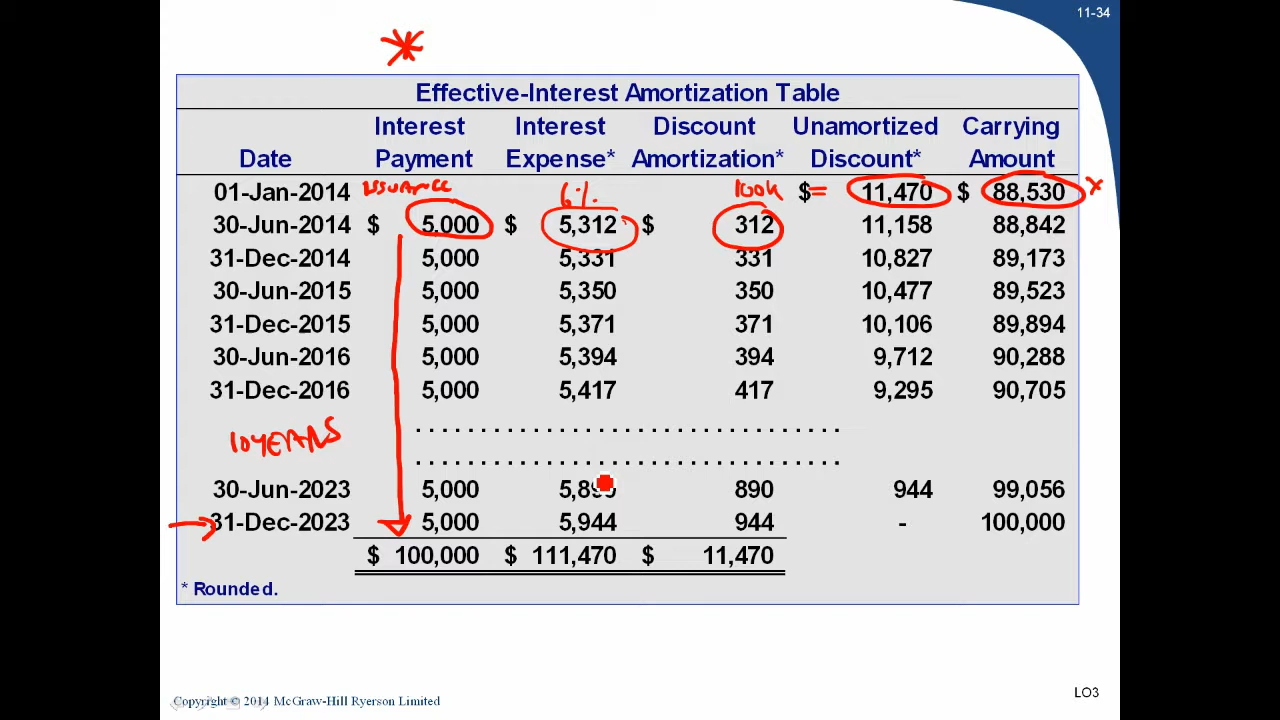 11-34
*
Effective-Interest Amortization Table
Interest Interest Discount Unamortized Carrying
Date Payment Expense* Amortization* Discount* Amount
01-Jan-2014 ISSUANCE 6% 100k $ = 11,470 $ 88,530 x
30-Jun-2014 $ 5,000 $ 5,312 $ 312 11,158 88,842
31-Dec-2014 5,000 5,331 331 10,827 89,173
30-Jun-2015 5,000 5,350 350 10,477 89,523
31-Dec-2015 5,000 5,371 371 10,106 89,894
30-Jun-2016 5,000 5,394 394 9,712 90,288
31-Dec-2016 5,000 5,417 417 9,295 90,705
. . . . . . . . . . . . . . . . . . . . . . . . . . . . . . . . .
10 YEARS
. . . . . . . . . . . . . . . . . . . . . . . . . . . . . . . . .
30-Jun-2023 5,000 5,890 890 944 99,056
31-Dec-2023 5,000 5,944 944 - 100,000
$ 100,000 $ 111,470 $ 11,470
* Rounded.
Copyright © 2014 McGraw-Hill Ryerson Limited
LO3